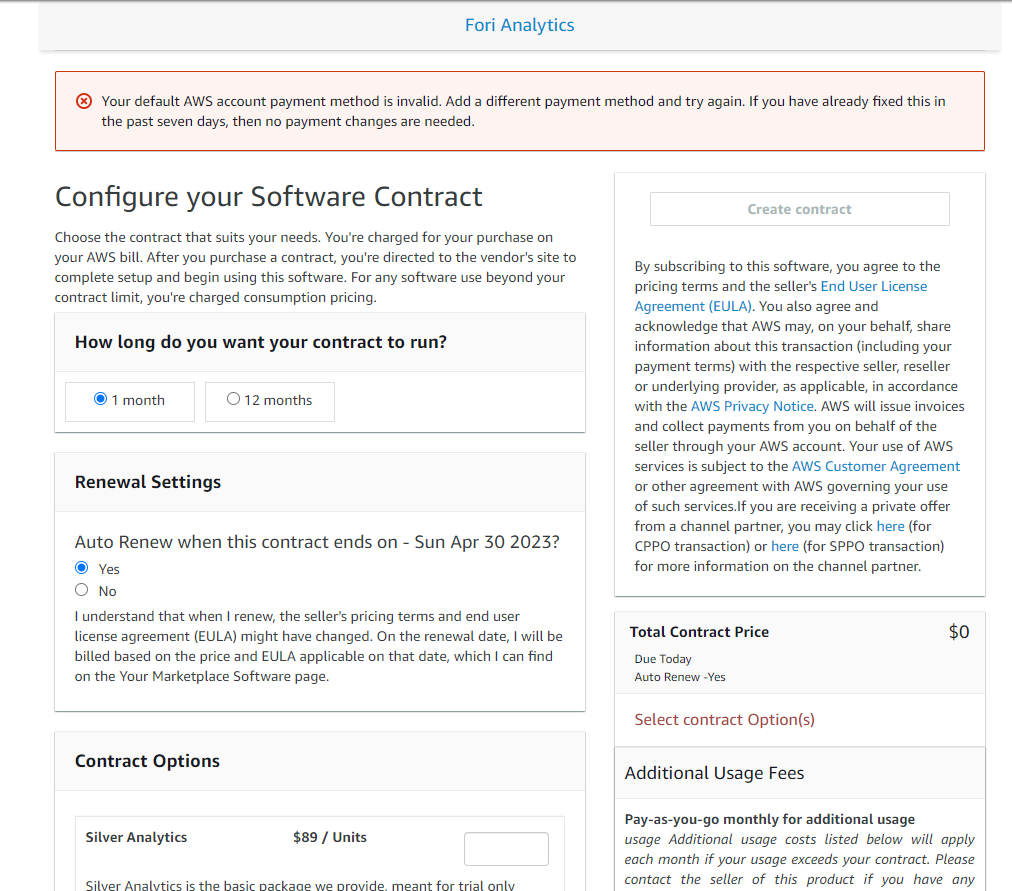 Fori Analytics
Your default AWS account payment method is invalid. Add a different payment method and try again. If you have already fixed this in
the past seven days, then no payment changes are needed.
Configure your Software Contract
Choose the contract that suits your needs. You're charged for your purchase on
your AWS bill. After you purchase a contract, you're directed to the vendor's site to
complete setup and begin using this software. For any software use beyond your
contract limit, you're charged consumption pricing.
How long do you want your contract to run?
1 month
12 months
Renewal Settings
Auto Renew when this contract ends on - Sun Apr 30 2023?
Yes
No
I understand that when I renew, the seller's pricing terms and end user
license agreement (EULA) might have changed. On the renewal date, I will be
billed based on the price and EULA applicable on that date, which I can find
on the Your Marketplace Software page.
Contract Options
Silver Analytics
$89 / Units
Silver Analytics is the basic package we provide, meant for trial only
Create contract
By subscribing to this software, you agree to the
pricing terms and the seller's End User License
Agreement (EULA). You also agree and
acknowledge that AWS may, on your behalf, share
information about this transaction (including your
payment terms) with the respective seller, reseller
or underlying provider, as applicable, in accordance
with the AWS Privacy Notice. AWS will issue invoices
and collect payments from you on behalf of the
seller through your AWS account. Your use of AWS
services is subject to the AWS Customer Agreement
or other agreement with AWS governing your use
of such services.If you are receiving a private offer
from a channel partner, you may click here (for
CPPO transaction) or here (for SPPO transaction)
for more information on the channel partner.
Total Contract Price
$0
Due Today
Auto Renew -Yes
Select contract Option(s)
Additional Usage Fees
Pay-as-you-go monthly for additional usage
usage Additional usage costs listed below will apply
each month if your usage exceeds your contract. Please
contact the seller of this product if you have any